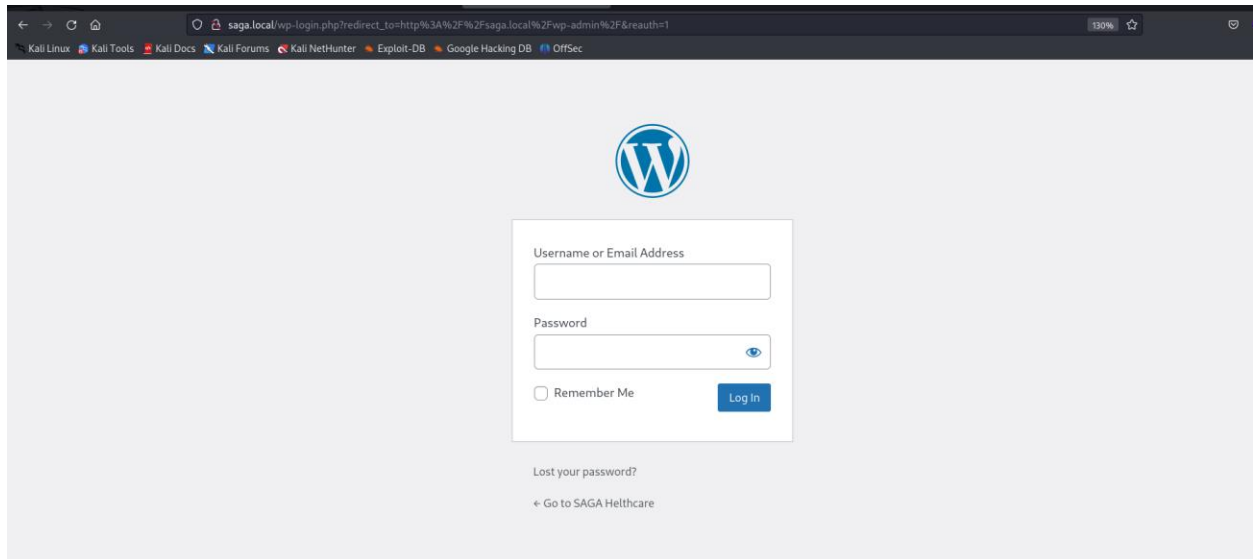 saga.local/wp-login.php?redirect_to=http%3A%2F%2Fsaga.local%2Fwp-admin%2F&reauth=1 130%
Kali Linux Kali Tools Kali Docs Kali Forums Kali NetHunter Exploit-DB Google Hacking DB OffSec
Username or Email Address
Password
Remember Me Log In
Lost your password?
← Go to SAGA Helthcare